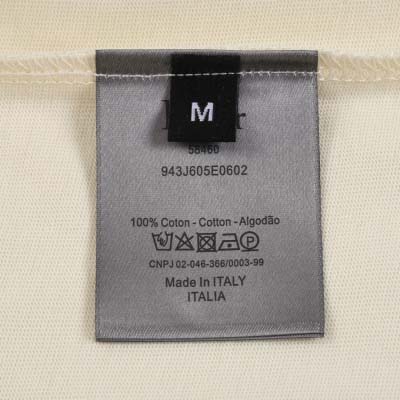 M
58460
943J605E0602
100% Coton - Cotton - Algodão
CNPJ 02-046-366/0003-99
Made In ITALY
ITALIA